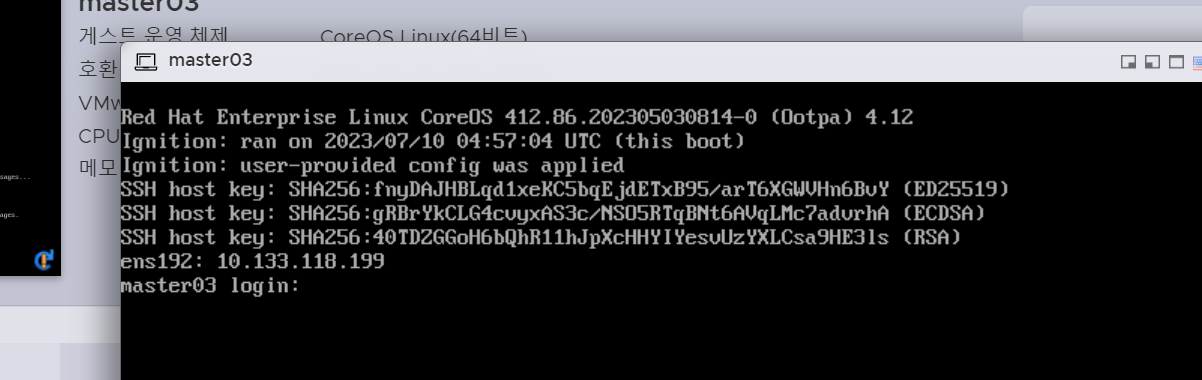 master03
게스트 운영 체제
CoreOS Linux(64비트)
호환
VMw
CPU
메모
sages...
ages.
master03
Red Hat Enterprise Linux CoreOS 412.86.202305030814-0 (Ootpa) 4.12
Ignition: ran on 2023/07/10 04:57:04 UTC (this boot)
Ignition: user-provided config was applied
SSH host key: SHA256:fnyDAJHBLqd1xeKC5bqEjdETxB95/arT6XGWVHn6BvY (ED25519)
SSH host key: SHA256:gRBrYkCLG4cvyxAS3c/NSO5RTqBNt6AVqLMc7advrhA (ECDSA)
SSH host key: SHA256:40TDZGGoH6bQhR11hJpXcHHYIYesvUzYXLCsa9HE3ls (RSA)
ens192: 10.133.118.199
master03 login: